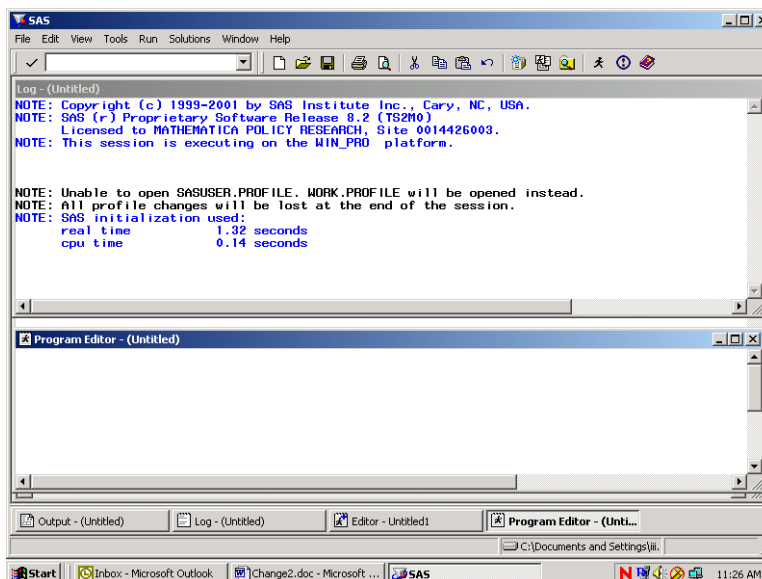 SAS
File Edit View Tools Run Solutions Window Help
Log - (Untitled)
NOTE: Copyright (c) 1999-2001 by SAS Institute Inc., Cary, NC, USA.
NOTE: SAS (r) Proprietary Software Release 8.2 (TS2M0)
Licensed to MATHEMATICA POLICY RESEARCH, Site 0014426003.
NOTE: This session is executing on the WIN_PRO platform.
NOTE: Unable to open SASUSER.PROFILE. WORK.PROFILE will be opened instead.
NOTE: All profile changes will be lost at the end of the session.
NOTE: SAS initialization used:
real time 1.32 seconds
cpu time 0.14 seconds
Program Editor - (Untitled)
Output - (Untitled) Log - (Untitled) Editor - Untitled1 Program Editor - (Unti...
C:\Documents and Settings\iii.
Start Inbox - Microsoft Outlook Change2.doc - Microsoft ... SAS N 11:26 AM